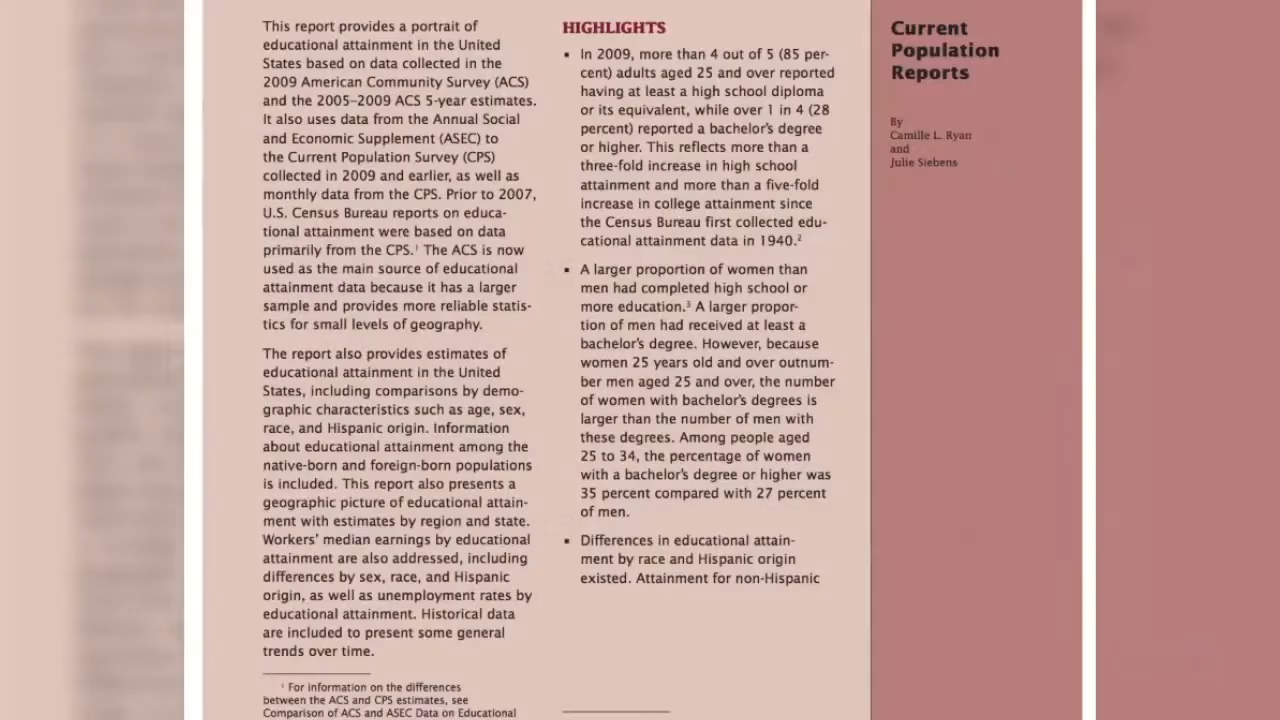 This report provides a portrait of
educational attainment in the United
States based on data collected in the
2009 American Community Survey (ACS)
and the 2005–2009 ACS 5-year estimates.
It also uses data from the Annual Social
and Economic Supplement (ASEC) to
the Current Population Survey (CPS)
collected in 2009 and earlier, as well as
monthly data from the CPS. Prior to 2007,
U.S. Census Bureau reports on educa-
tional attainment were based on data
primarily from the CPS.¹ The ACS is now
used as the main source of educational
attainment data because it has a larger
sample and provides more reliable statis-
tics for small levels of geography.
The report also provides estimates of
educational attainment in the United
States, including comparisons by demo-
graphic characteristics such as age, sex,
race, and Hispanic origin. Information
about educational attainment among the
native-born and foreign-born populations
is included. This report also presents a
geographic picture of educational attain-
ment with estimates by region and state.
Workers’ median earnings by educational
attainment are also addressed, including
differences by sex, race, and Hispanic
origin, as well as unemployment rates by
educational attainment. Historical data
are included to present some general
trends over time.
¹ For information on the differences
between the ACS and CPS estimates, see
Comparison of ACS and ASEC Data on Educational
HIGHLIGHTS
▪ In 2009, more than 4 out of 5 (85 per-
cent) adults aged 25 and over reported
having at least a high school diploma
or its equivalent, while over 1 in 4 (28
percent) reported a bachelor’s degree
or higher. This reflects more than a
three-fold increase in high school
attainment and more than a five-fold
increase in college attainment since
the Census Bureau first collected edu-
cational attainment data in 1940.²
▪ A larger proportion of women than
men had completed high school or
more education.³ A larger propor-
tion of men had received at least a
bachelor’s degree. However, because
women 25 years old and over outnum-
ber men aged 25 and over, the number
of women with bachelor’s degrees is
larger than the number of men with
these degrees. Among people aged
25 to 34, the percentage of women
with a bachelor’s degree or higher was
35 percent compared with 27 percent
of men.
▪ Differences in educational attain-
ment by race and Hispanic origin
existed. Attainment for non-Hispanic
Current
Population
Reports
By
Camille L. Ryan
and
Julie Siebens